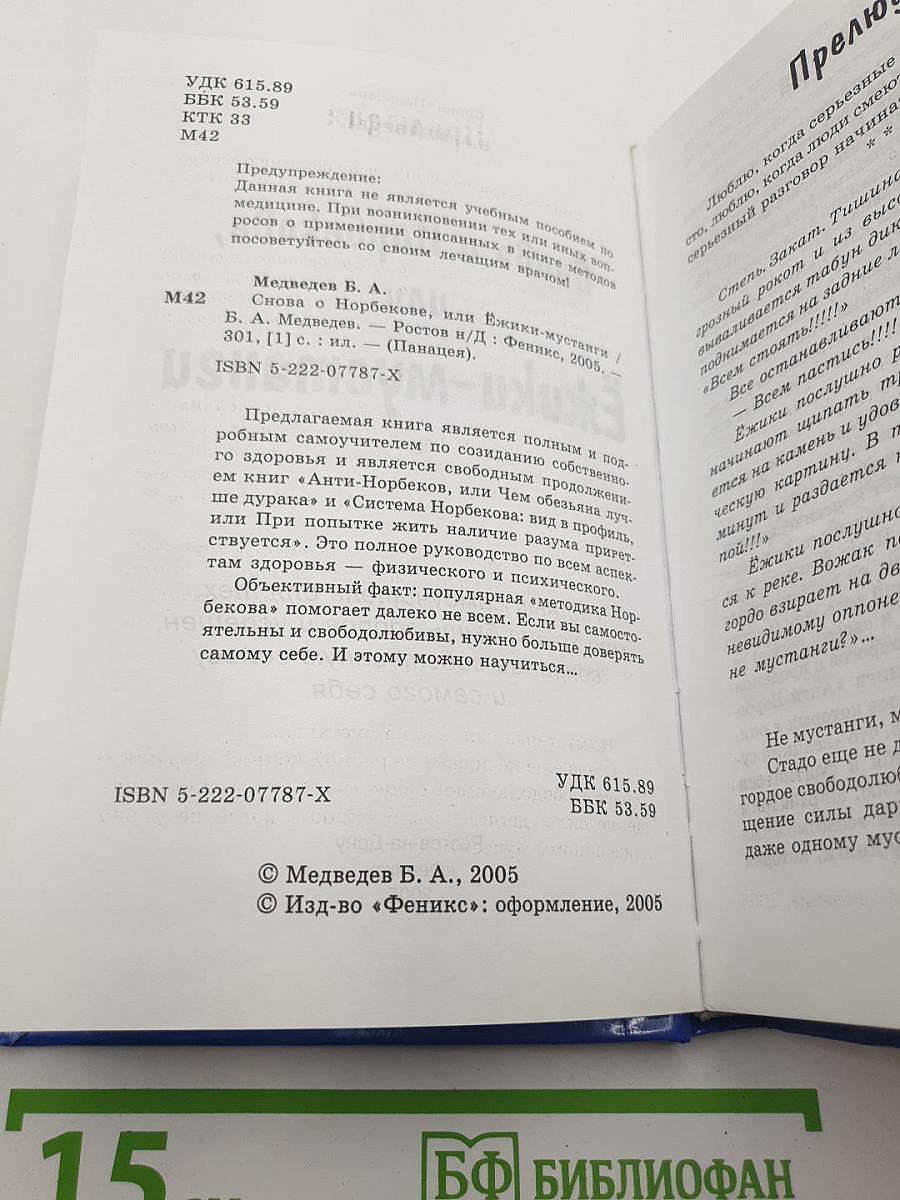 УДК 615.89
ББК 53.59
КТК 33
М42
Предупреждение:
Данная книга не является учебным пособием по
медицине. При возникновении тех или иных воп-
росов о применении описанных в книге методов
посоветуйтесь со своим лечащим врачом!
Медведев Б. А.
М42 Снова о Норбекове, или Ёжики-мустанги /
Б. А. Медведев. — Ростов н/Д : Феникс, 2005. —
301, [1] с. : ил. — (Панацея).
ISBN 5-222-07787-X
Предлагаемая книга является полным и под-
робным самоучителем по созиданию собственно-
го здоровья и является свободным продолжени-
ем книг «Анти-Норбеков, или Чем обезьяна луч-
ше дурака» и «Система Норбекова: вид в профиль,
или При попытке жить наличие разума привет-
ствуется». Это полное руководство по всем аспек-
там здоровья — физического и психического.
Объективный факт: популярная «методика Нор-
бекова» помогает далеко не всем. Если вы самосто-
ятельны и свободолюбивы, нужно больше доверять
самому себе. И этому можно научиться...
ISBN 5-222-07787-X
УДК 615.89
ББК 53.59
© Медведев Б. А., 2005
© Изд-во «Феникс»: оформление, 2005
Люблю, когда серьезные
сто, люблю, когда люди смеют
серьезный разговор начина
* *
Степь. Закат. Тишина
грозный рокот и из высо
вываливается табун дик
поднимается на задние л
«Всем стоять!!!!!»
Все останавливают
— Всем пастись!!!!
Ёжики послушно р
начинают щипать тр
ется на камень и удов
ческую картину. В п
минут и раздается
пой!!!»
Ёжики послушно
ся к реке. Вожак по
гордо взирает на дв
невидимому оппоне
не мустанги?»...
Не мустанги, м
Стадо еще не д
гордое свободолюб
щение силы дар
даже одному мус
15
БФ БИБЛИОФАН